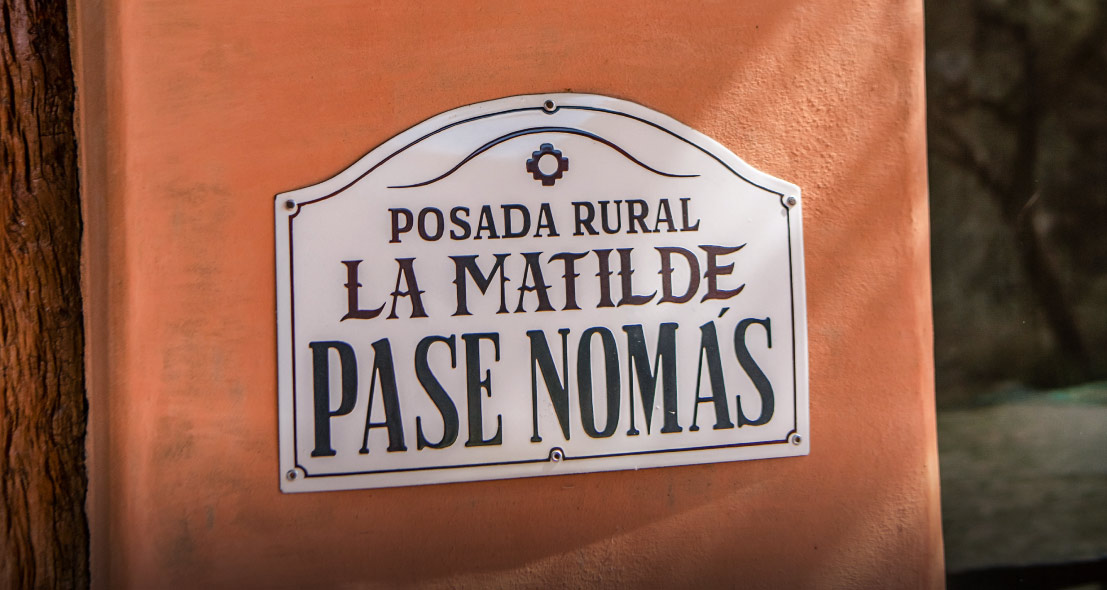 POSADA RURAL
LA MATILDE
PASE NOMÁS